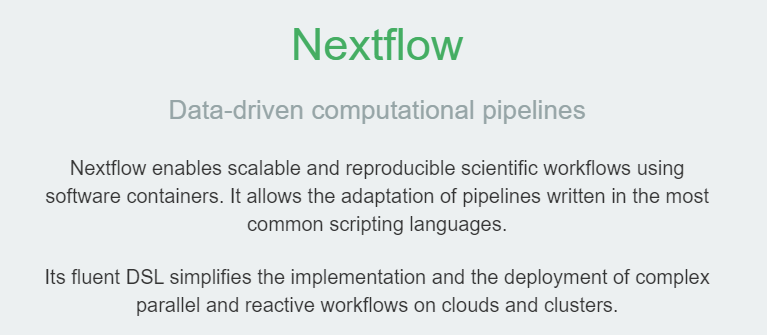 Nextflow
Data-driven computational pipelines
Nextflow enables scalable and reproducible scientific workflows using
software containers. It allows the adaptation of pipelines written in the most
common scripting languages.
Its fluent DSL simplifies the implementation and the deployment of complex
parallel and reactive workflows on clouds and clusters.